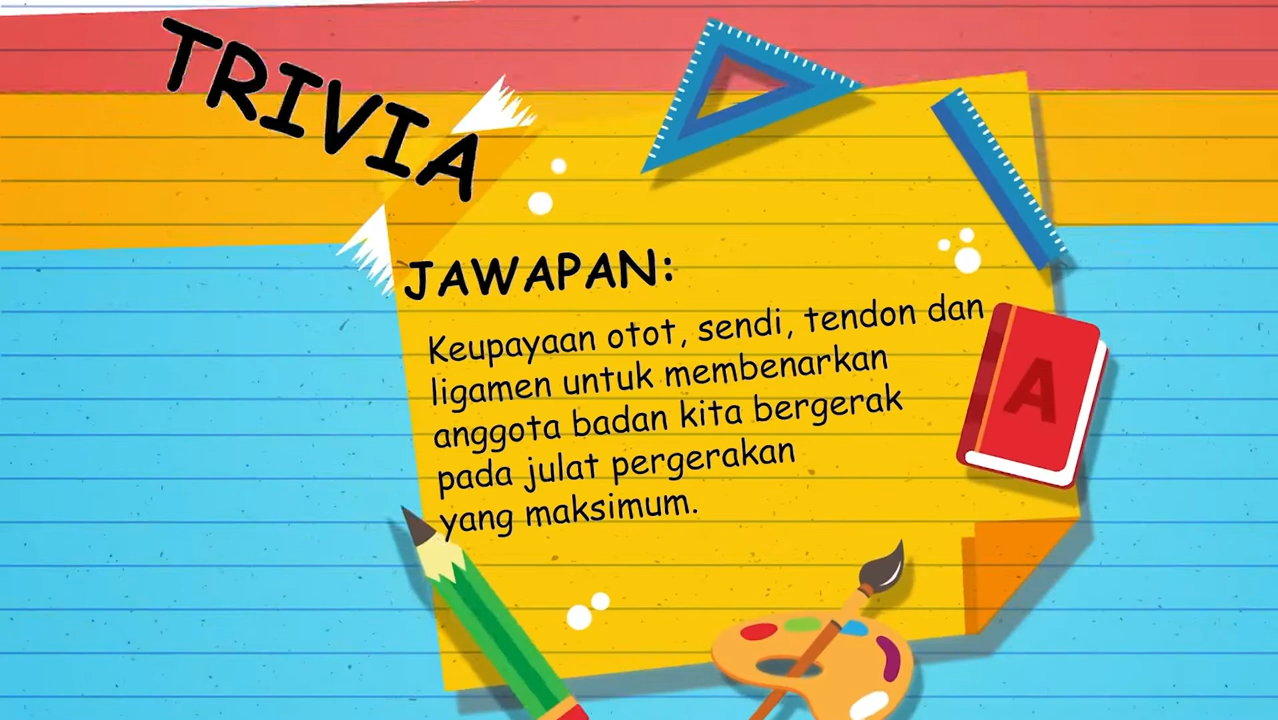 TRIVIA
JAWAPAN:
Keupayaan otot, sendi, tendon dan
ligamen untuk membenarkan
anggota badan kita bergerak
pada julat pergerakan
yang maksimum.
A